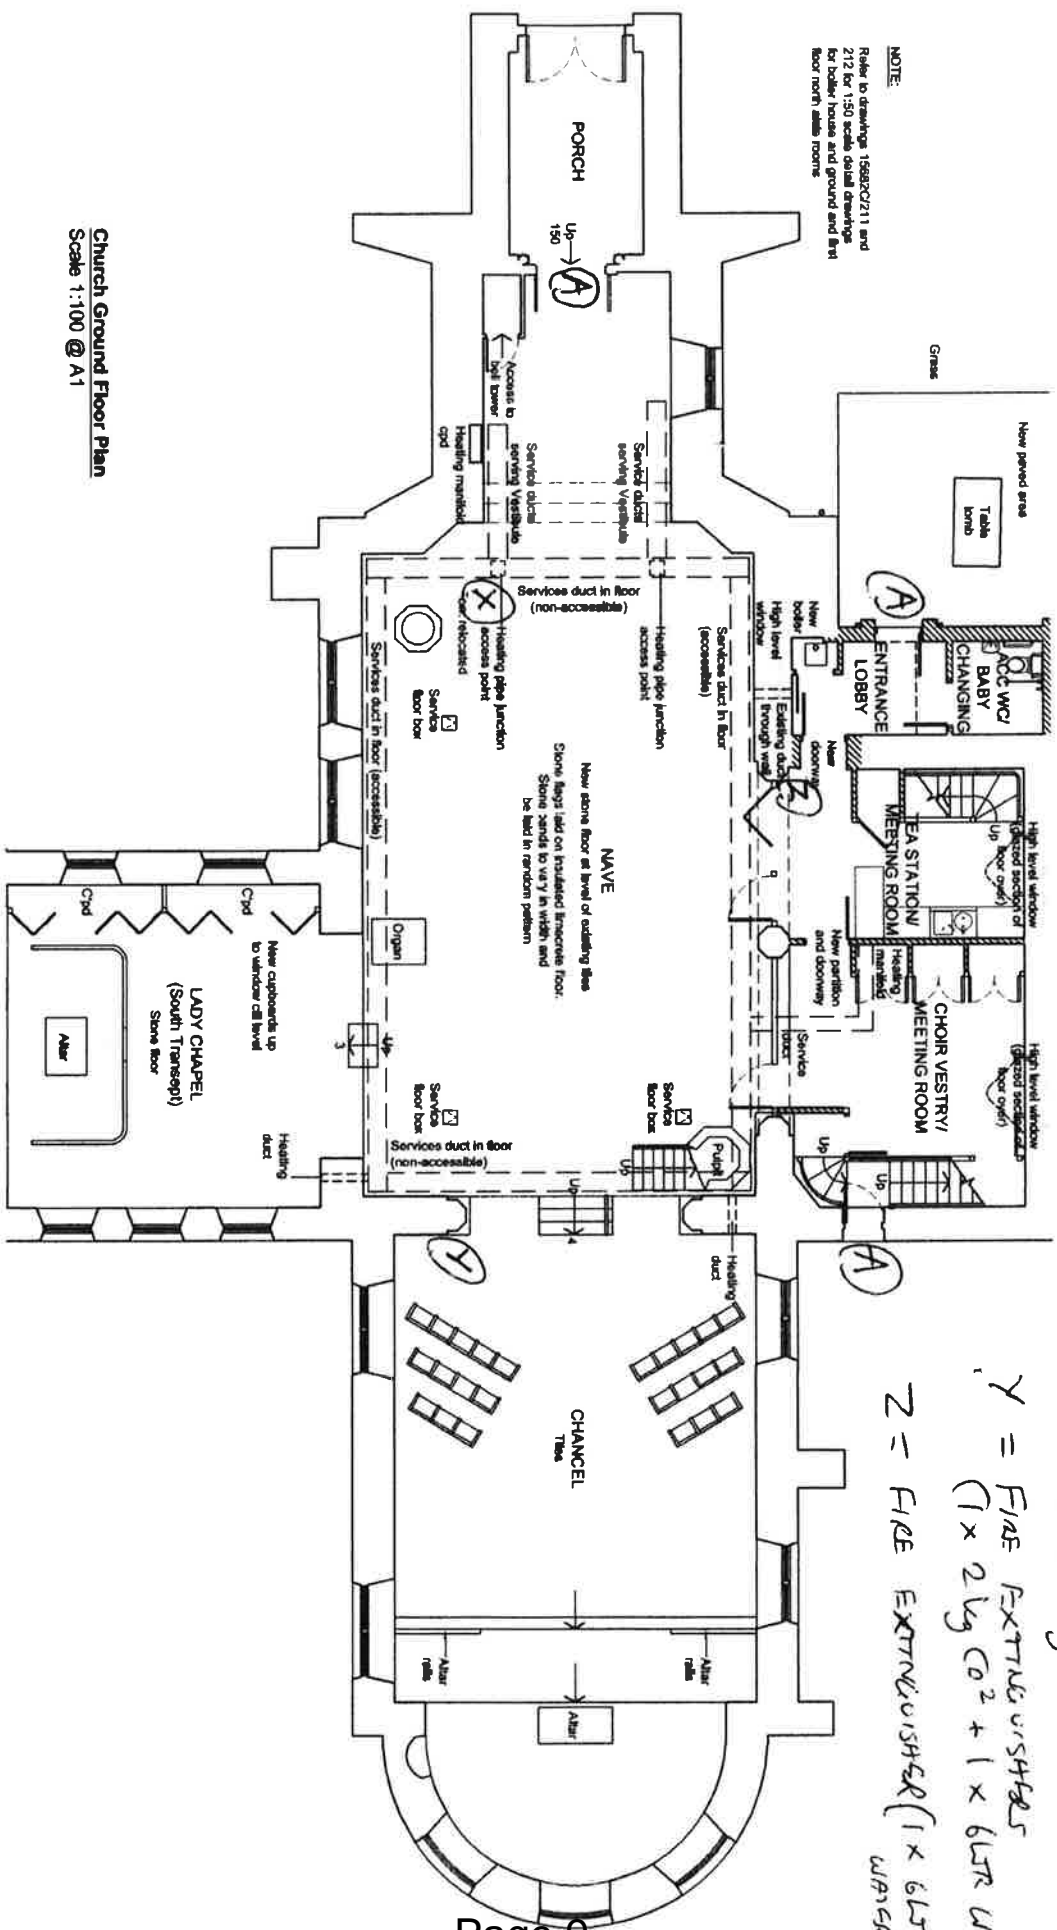 NOTE:
Refer to drawings 15682C/211 and
212 for 1:50 scale detail drawings
for boiler house and ground and first
floor north aisle rooms
Grass
New paved area
Table
tomb
PORCH
Up
150
A
Access to
bell tower
Heating manifold
cpd
Service ducts
serving Vestibule
Service ducts
serving Vestibule
A
ACC WC/
BABY
CHANGING
ENTRANCE
LOBBY
New
boiler
High level
window
Existing duct
through wall
New
doorway
Z
High level window
(glazed section of
floor over)
Up
TEA STATION/
MEETING ROOM
New partition
and doorway
Heating
manifold
High level window
(glazed section of
floor over)
CHOIR VESTRY/
MEETING ROOM
Service
duct
Up
Up
A
Services duct in floor
(non-accessible)
Services duct in floor
(accessible)
Heating pipe junction
access point
X
Heating pipe junction
access point
relocated
Service
floor box
Services duct in floor (accessible)
NAVE
New stone floor at level of existing tiles
Stone flags laid on insulated limecrete floor.
Stone bands to vary in width and
be laid in random pattern
Organ
Up
3
Service
floor box
Service
floor box
Pulpit
Up
Services duct in floor
(non-accessible)
Up
4
Heating
duct
Heating
duct
C'pd
C'pd
New cupboards up
to window cill level
LADY CHAPEL
(South Transept)
Stone floor
Altar
Y
CHANCEL
Tiles
Altar
rails
Altar
rails
Altar
Y = FIRE EXTINGUISHERS
(1 x 2kg CO² + 1 x 6LTR W
Z = FIRE EXTINGUISHER (1 x 6LT
WATER
Church Ground Floor Plan
Scale 1:100 @ A1